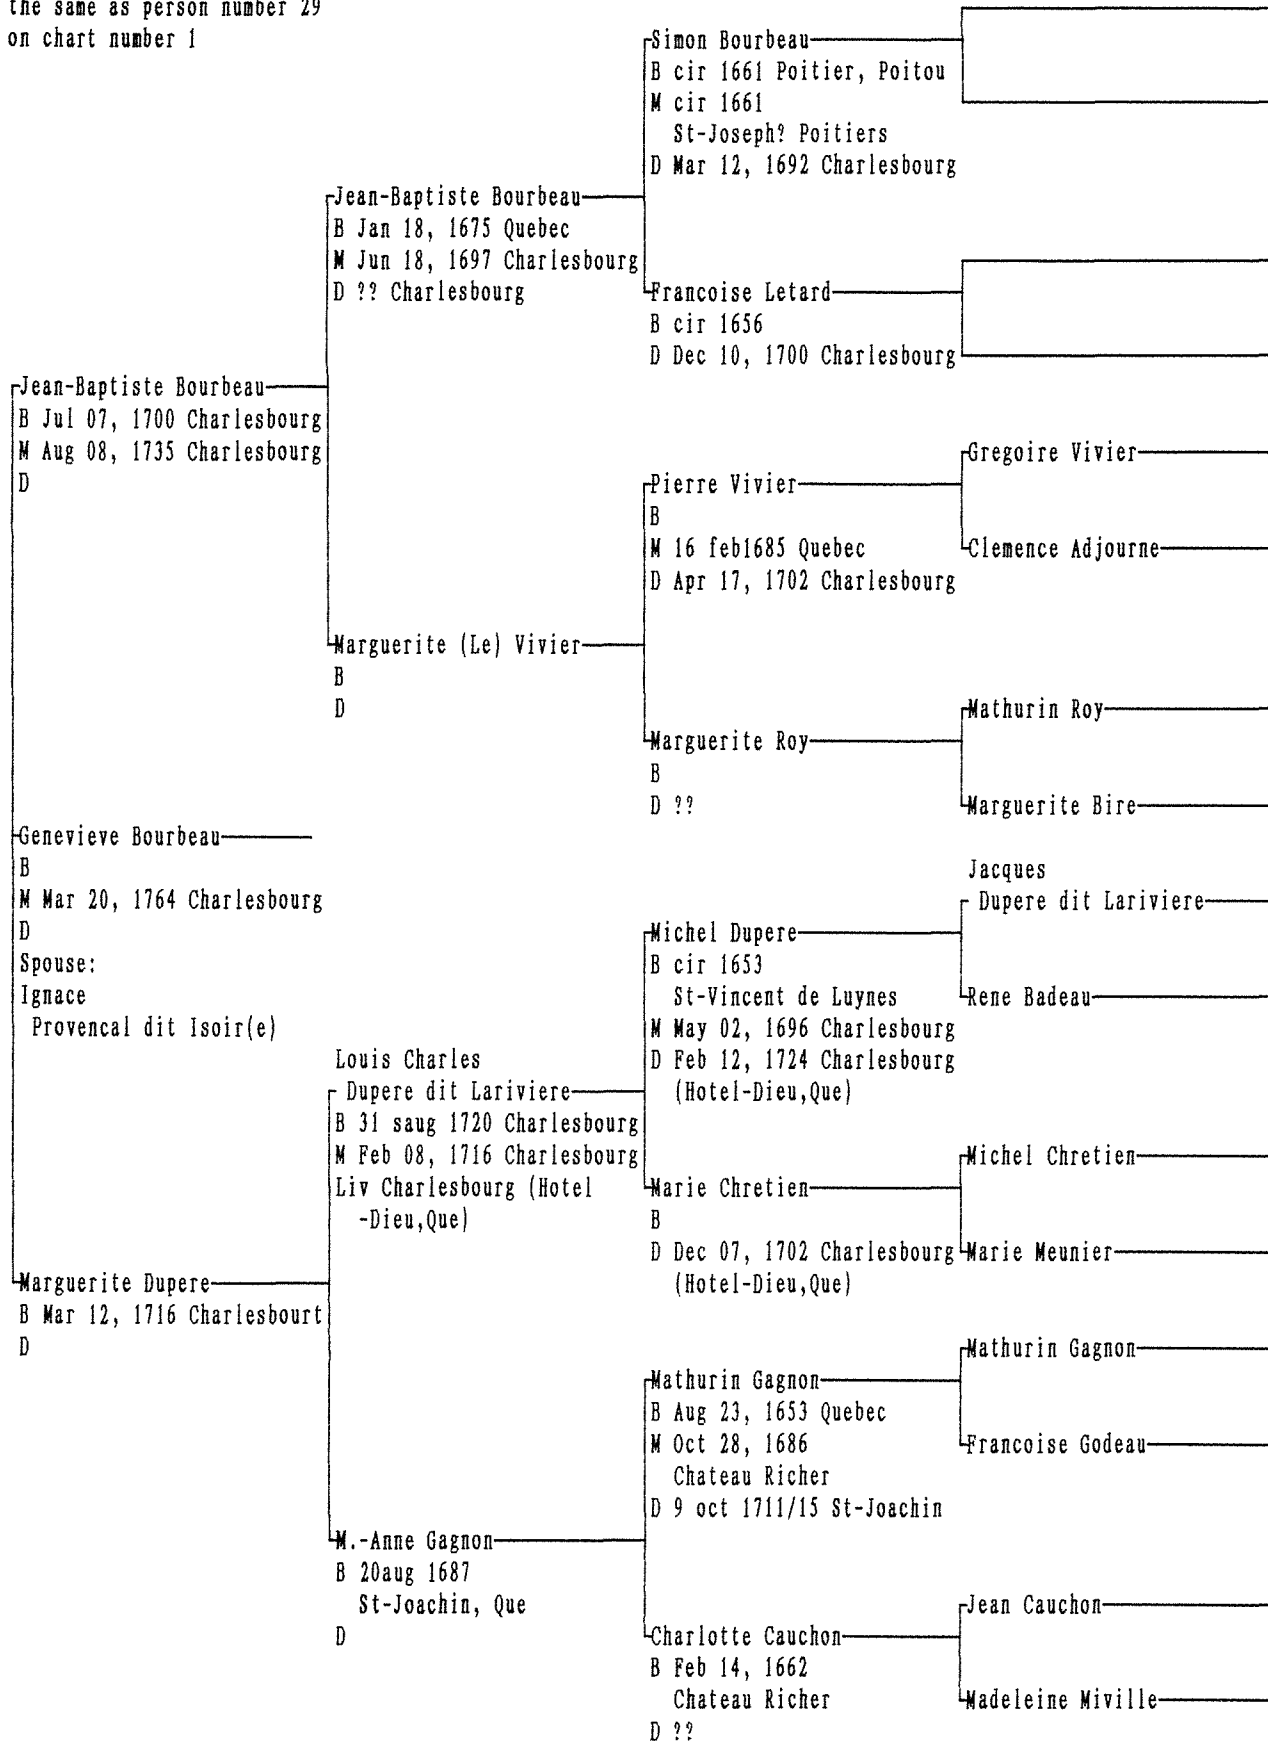 the same as person number 29
on chart number 1
Simon Bourbeau
B cir 1661 Poitier, Poitou
M cir 1661
St-Joseph? Poitiers
D Mar 12, 1692 Charlesbourg
Jean-Baptiste Bourbeau
B Jan 18, 1675 Quebec
M Jun 18, 1697 Charlesbourg
D ?? Charlesbourg
Francoise Letard
B cir 1656
D Dec 10, 1700 Charlesbourg
Jean-Baptiste Bourbeau
B Jul 07, 1700 Charlesbourg
M Aug 08, 1735 Charlesbourg
D
Gregoire Vivier
Pierre Vivier
B
M 16 feb1685 Quebec
D Apr 17, 1702 Charlesbourg
Clemence Adjourne
Marguerite (Le) Vivier
B
D
Mathurin Roy
Marguerite Roy
B
D ??
Marguerite Bire
Genevieve Bourbeau
B
M Mar 20, 1764 Charlesbourg
D
Spouse:
Ignace
Provencal dit Isoir(e)
Jacques
Dupere dit Lariviere
Michel Dupere
B cir 1653
St-Vincent de Luynes
M May 02, 1696 Charlesbourg
D Feb 12, 1724 Charlesbourg
(Hotel-Dieu,Que)
Rene Badeau
Louis Charles
Dupere dit Lariviere
B 31 saug 1720 Charlesbourg
M Feb 08, 1716 Charlesbourg
Liv Charlesbourg (Hotel
-Dieu,Que)
Michel Chretien
Marie Chretien
B
D Dec 07, 1702 Charlesbourg
(Hotel-Dieu,Que)
Marie Meunier
Marguerite Dupere
B Mar 12, 1716 Charlesbourt
D
Mathurin Gagnon
Mathurin Gagnon
B Aug 23, 1653 Quebec
M Oct 28, 1686
Chateau Richer
D 9 oct 1711/15 St-Joachin
Francoise Godeau
M.-Anne Gagnon
B 20aug 1687
St-Joachin, Que
D
Jean Cauchon
Charlotte Cauchon
B Feb 14, 1662
Chateau Richer
D ??
Madeleine Miville